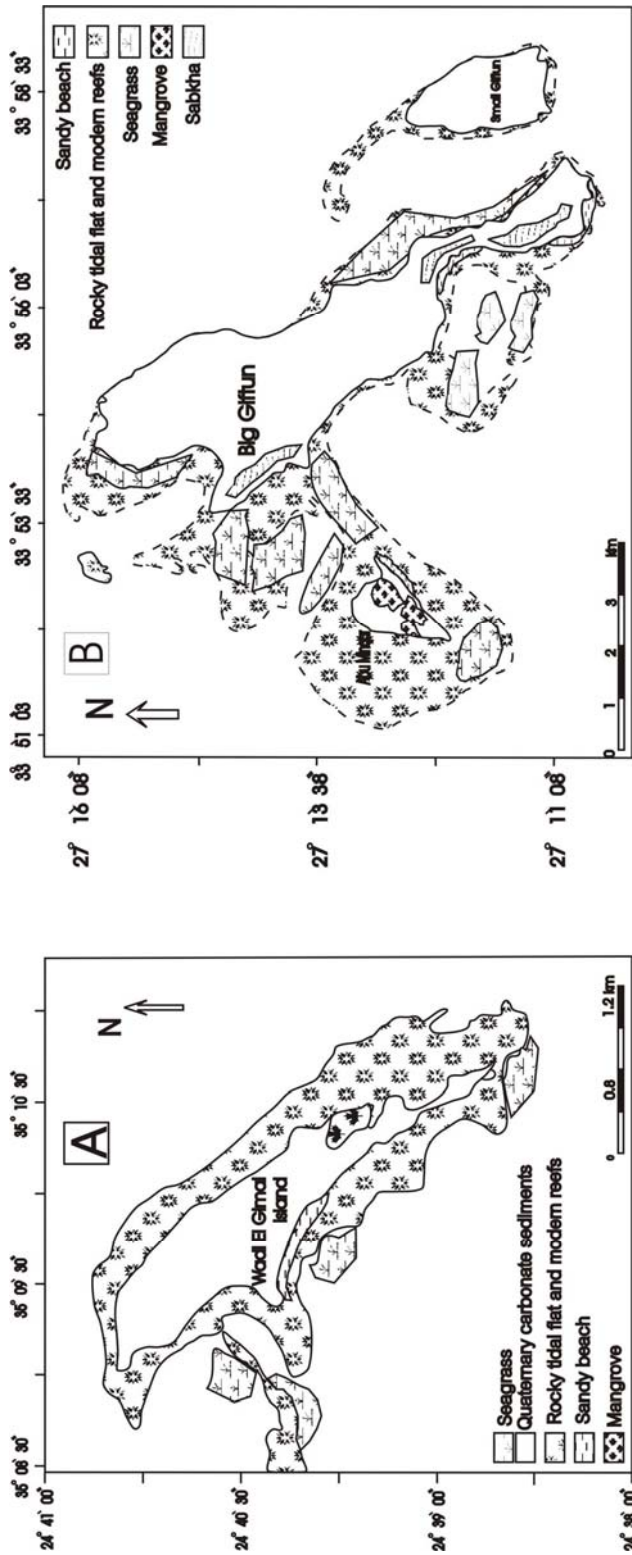 A
N
35° 08 30"
35° 09 30"
35° 10 30"
24° 41 00"
24° 40 30"
24° 39 00"
24° 38 00"
Wadi El Gimal
Island
Seagrass
Quaternary carbonate sediments
Rocky tidal flat and modern reefs
Sandy beach
Mangrove
0 0.8 1.2 km
B
N
33° 51 03"
33° 53 33"
33° 56 03"
33° 58 33"
27° 16 08"
27° 13 38"
27° 11 08"
Big Giftun
Small Giftun
Sandy beach
Rocky tidal flat and modern reefs
Seagrass
Mangrove
Sabkha
0 1 2 3 km